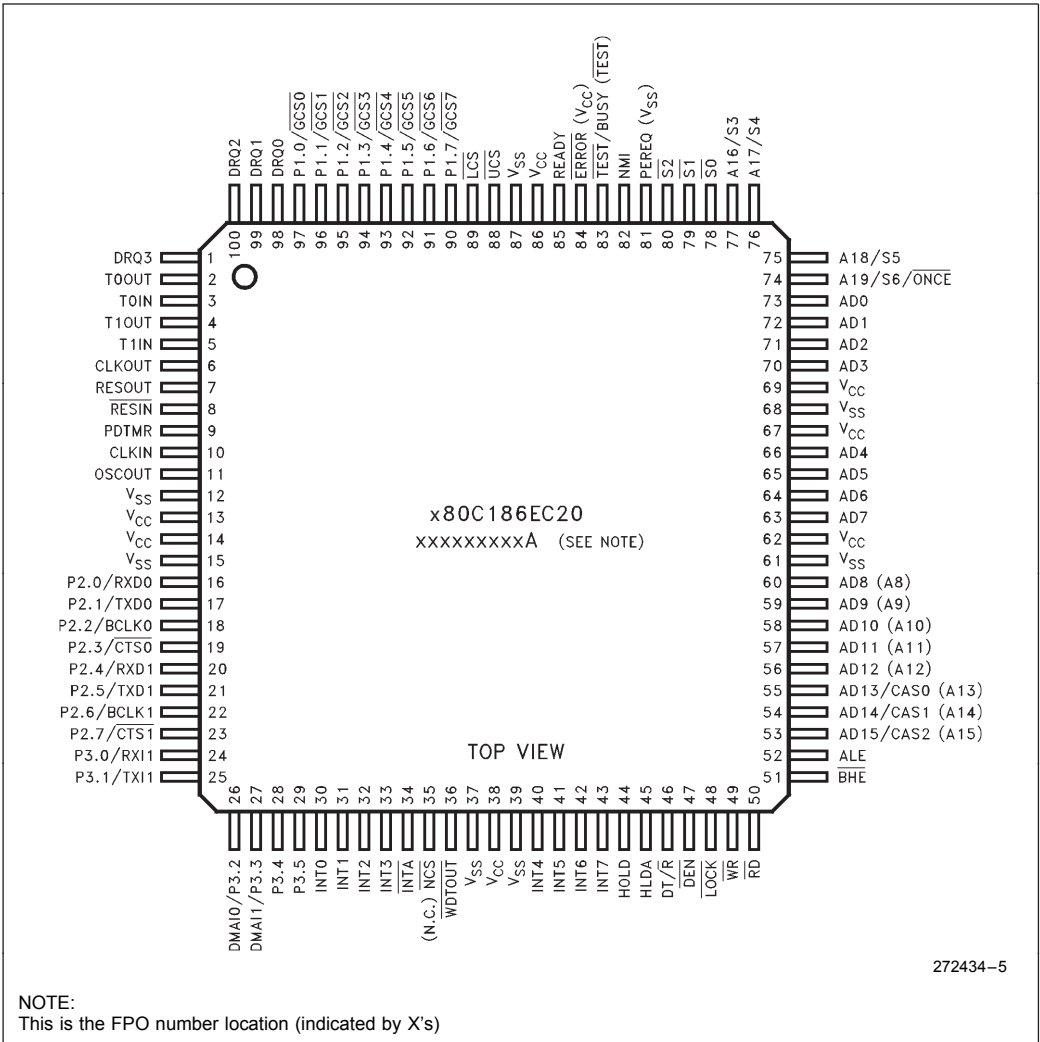 DRQ2
DRQ1
DRQ0
P1.0/GCS0
P1.1/GCS1
P1.2/GCS2
P1.3/GCS3
P1.4/GCS4
P1.5/GCS5
P1.6/GCS6
P1.7/GCS7
LCS
UCS
VSS
VCC
READY
ERROR (VCC)
TEST/BUSY (TEST)
NMI
PEREQ (VSS)
S2
S1
S0
A16/S3
A17/S4
100
99
98
97
96
95
94
93
92
91
90
89
88
87
86
85
84
83
82
81
80
79
78
77
76
DRQ3 1
T0OUT 2
T0IN 3
T1OUT 4
T1IN 5
CLKOUT 6
RESOUT 7
RESIN 8
PDTMR 9
CLKIN 10
OSCOUT 11
VSS 12
VCC 13
VCC 14
VSS 15
P2.0/RXD0 16
P2.1/TXD0 17
P2.2/BCLK0 18
P2.3/CTS0 19
P2.4/RXD1 20
P2.5/TXD1 21
P2.6/BCLK1 22
P2.7/CTS1 23
P3.0/RXI1 24
P3.1/TXI1 25
x80C186EC20
xxxxxxxxxA (SEE NOTE)
TOP VIEW
75 A18/S5
74 A19/S6/ONCE
73 AD0
72 AD1
71 AD2
70 AD3
69 VCC
68 VSS
67 VCC
66 AD4
65 AD5
64 AD6
63 AD7
62 VCC
61 VSS
60 AD8 (A8)
59 AD9 (A9)
58 AD10 (A10)
57 AD11 (A11)
56 AD12 (A12)
55 AD13/CAS0 (A13)
54 AD14/CAS1 (A14)
53 AD15/CAS2 (A15)
52 ALE
51 BHE
26
27
28
29
30
31
32
33
34
35
36
37
38
39
40
41
42
43
44
45
46
47
48
49
50
DMAI0/P3.2
DMAI1/P3.3
P3.4
P3.5
INT0
INT1
INT2
INT3
INTA
(N.C.) NCS
WDTOUT
VSS
VCC
VSS
INT4
INT5
INT6
INT7
HOLD
HLDA
DT/R
DEN
LOCK
WR
RD
272434–5
NOTE:
This is the FPO number location (indicated by X's)